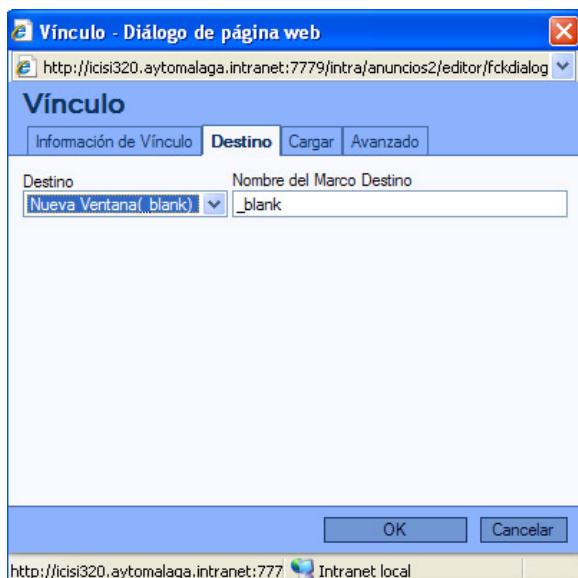 Vínculo - Diálogo de página web
http://icisi320.aytomalaga.intranet:7779/intra/anuncios2/editor/fckdialog
Vínculo
Información de Vínculo Destino Cargar Avanzado
Destino Nombre del Marco Destino
Nueva Ventana(_blank) _blank
OK Cancelar
http://icisi320.aytomalaga.intranet:777 Intranet local